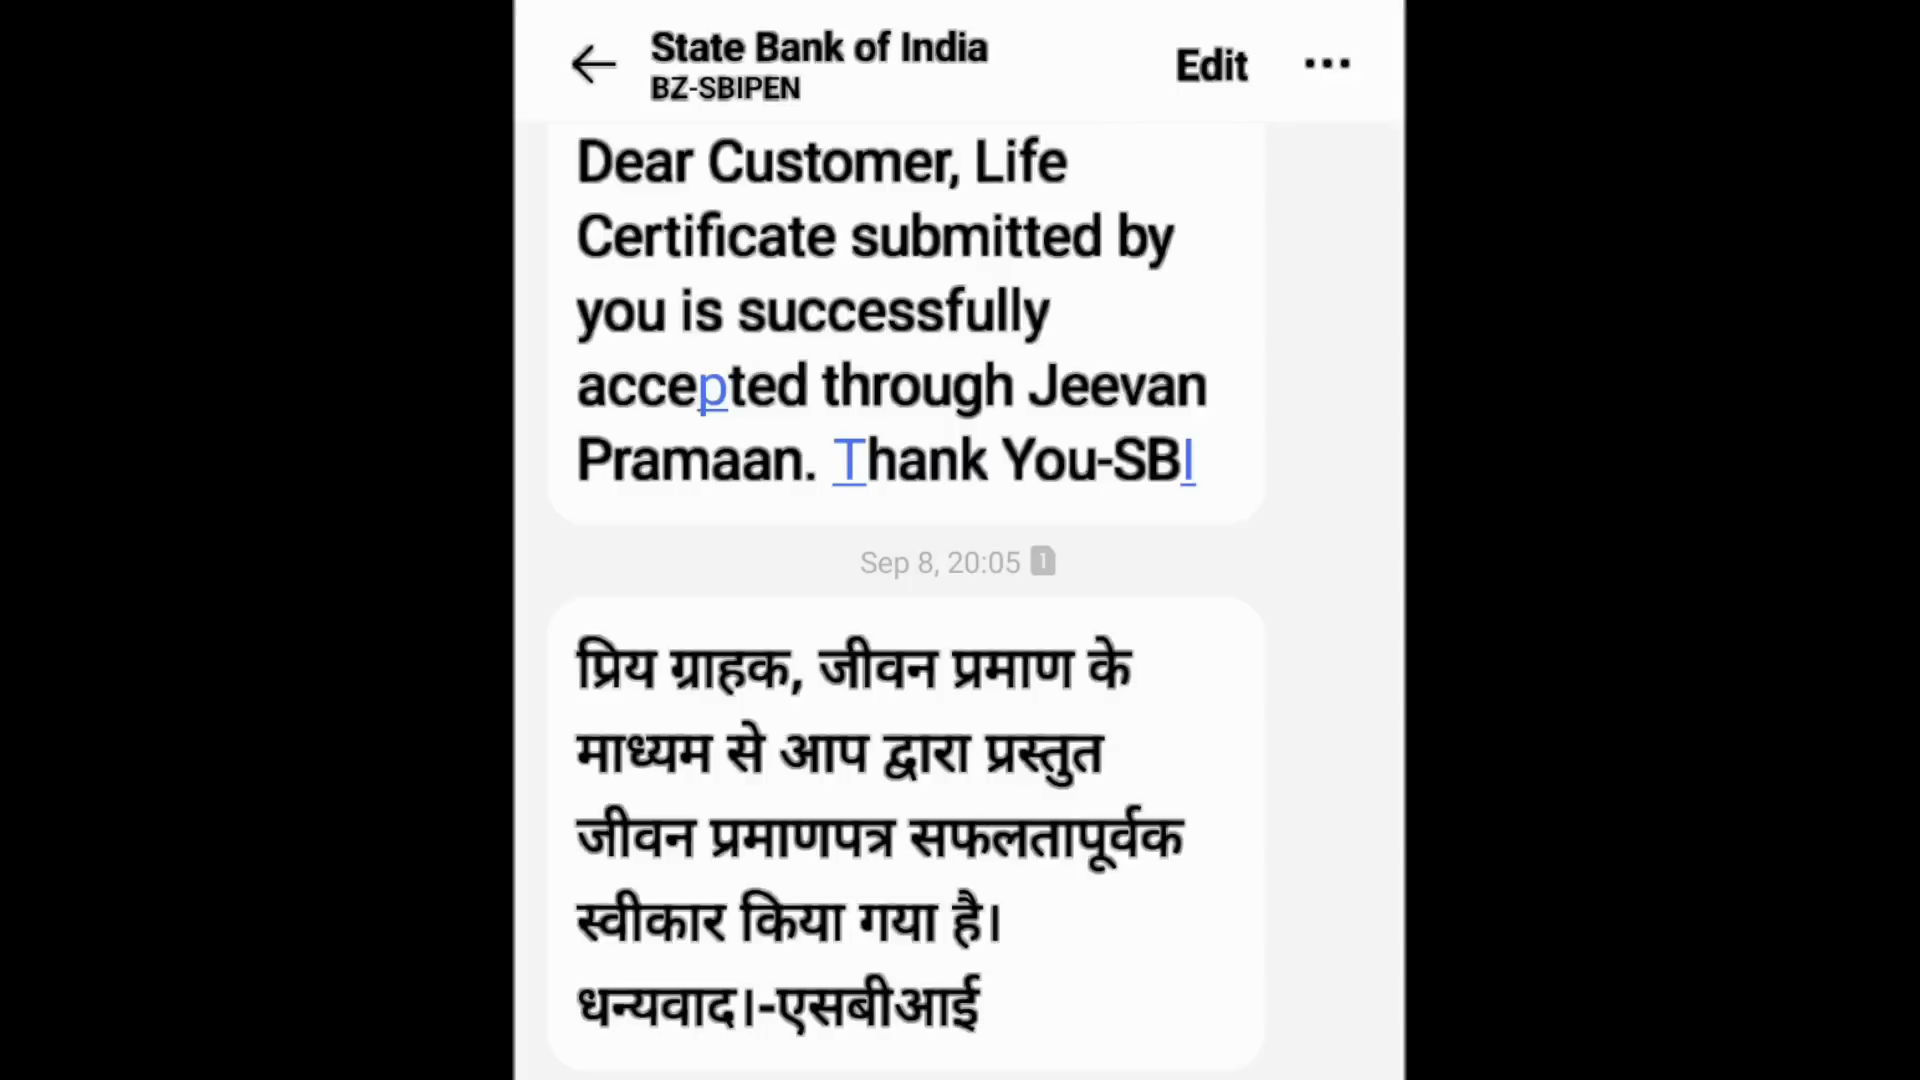 State Bank of India
BZ-SBIPEN
Edit
Dear Customer, Life
Certificate submitted by
you is successfully
accepted through Jeevan
Pramaan. Thank You-SBI
Sep 8, 20:05 1
प्रिय ग्राहक, जीवन प्रमाण के
माध्यम से आप द्वारा प्रस्तुत
जीवन प्रमाणपत्र सफलतापूर्वक
स्वीकार किया गया है।
धन्यवाद।-एसबीआई